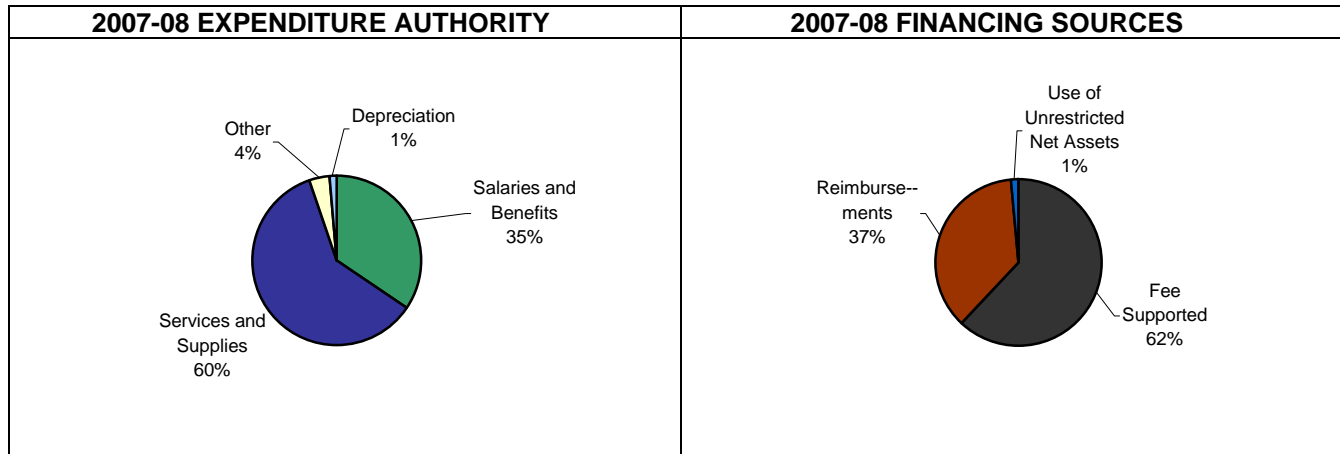 2007-08 EXPENDITURE AUTHORITY
Other
4%
Depreciation
1%
Salaries and
Benefits
35%
Services and
Supplies
60%
2007-08 FINANCING SOURCES
Use of
Unrestricted
Net Assets
1%
Reimburse--
ments
37%
Fee
Supported
62%